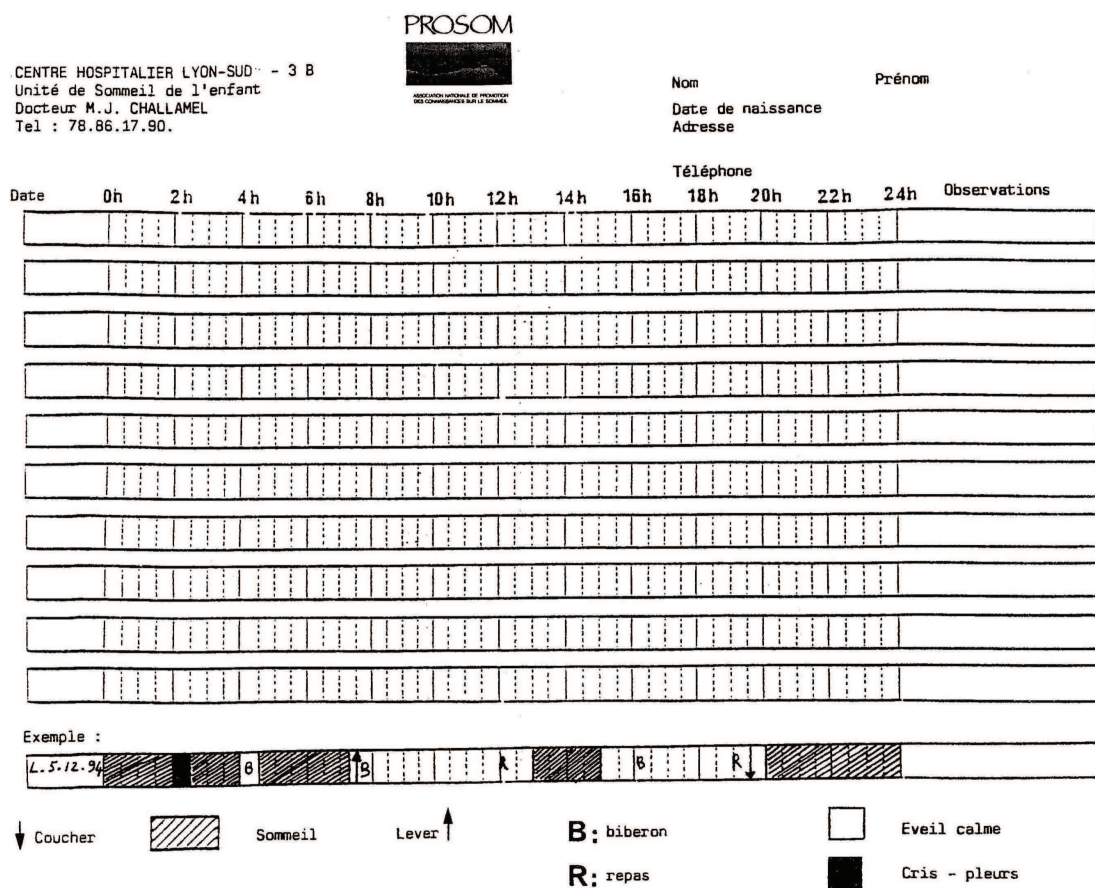 PROSOM
ASSOCIATION NATIONALE DE PROMOTION
DES CONNAISSANCES SUR LE SOMMEIL
CENTRE HOSPITALIER LYON-SUD - 3 B
Unité de Sommeil de l'enfant
Docteur M.J. CHALLAMEL
Tel : 78.86.17.90.
Nom Prénom
Date de naissance
Adresse
Téléphone
Date 0h 2h 4h 6h 8h 10h 12h 14h 16h 18h 20h 22h 24h Observations
Exemple :
L.5.12.94 B B R B R
Coucher Sommeil Lever B: biberon Eveil calme
R: repas Cris - pleurs